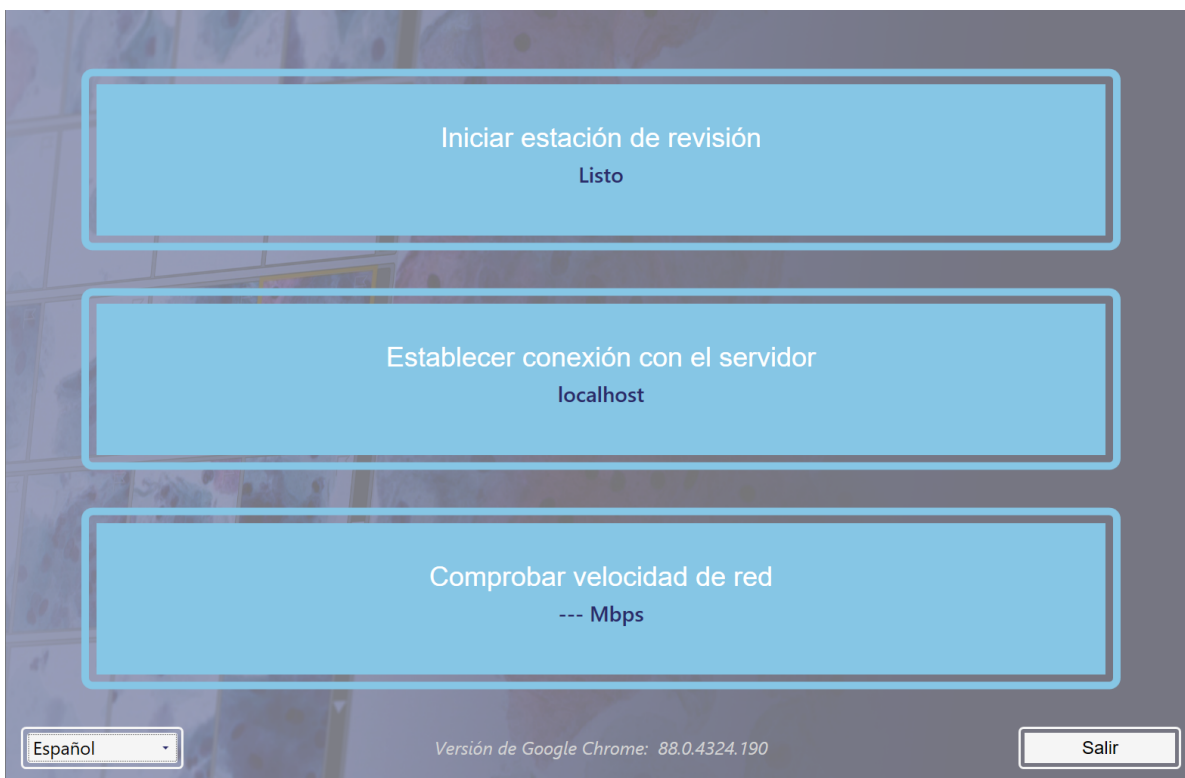 Iniciar estación de revisión
Listo
Establecer conexión con el servidor
localhost
Comprobar velocidad de red
--- Mbps
Español
Versión de Google Chrome: 88.0.4324.190
Salir